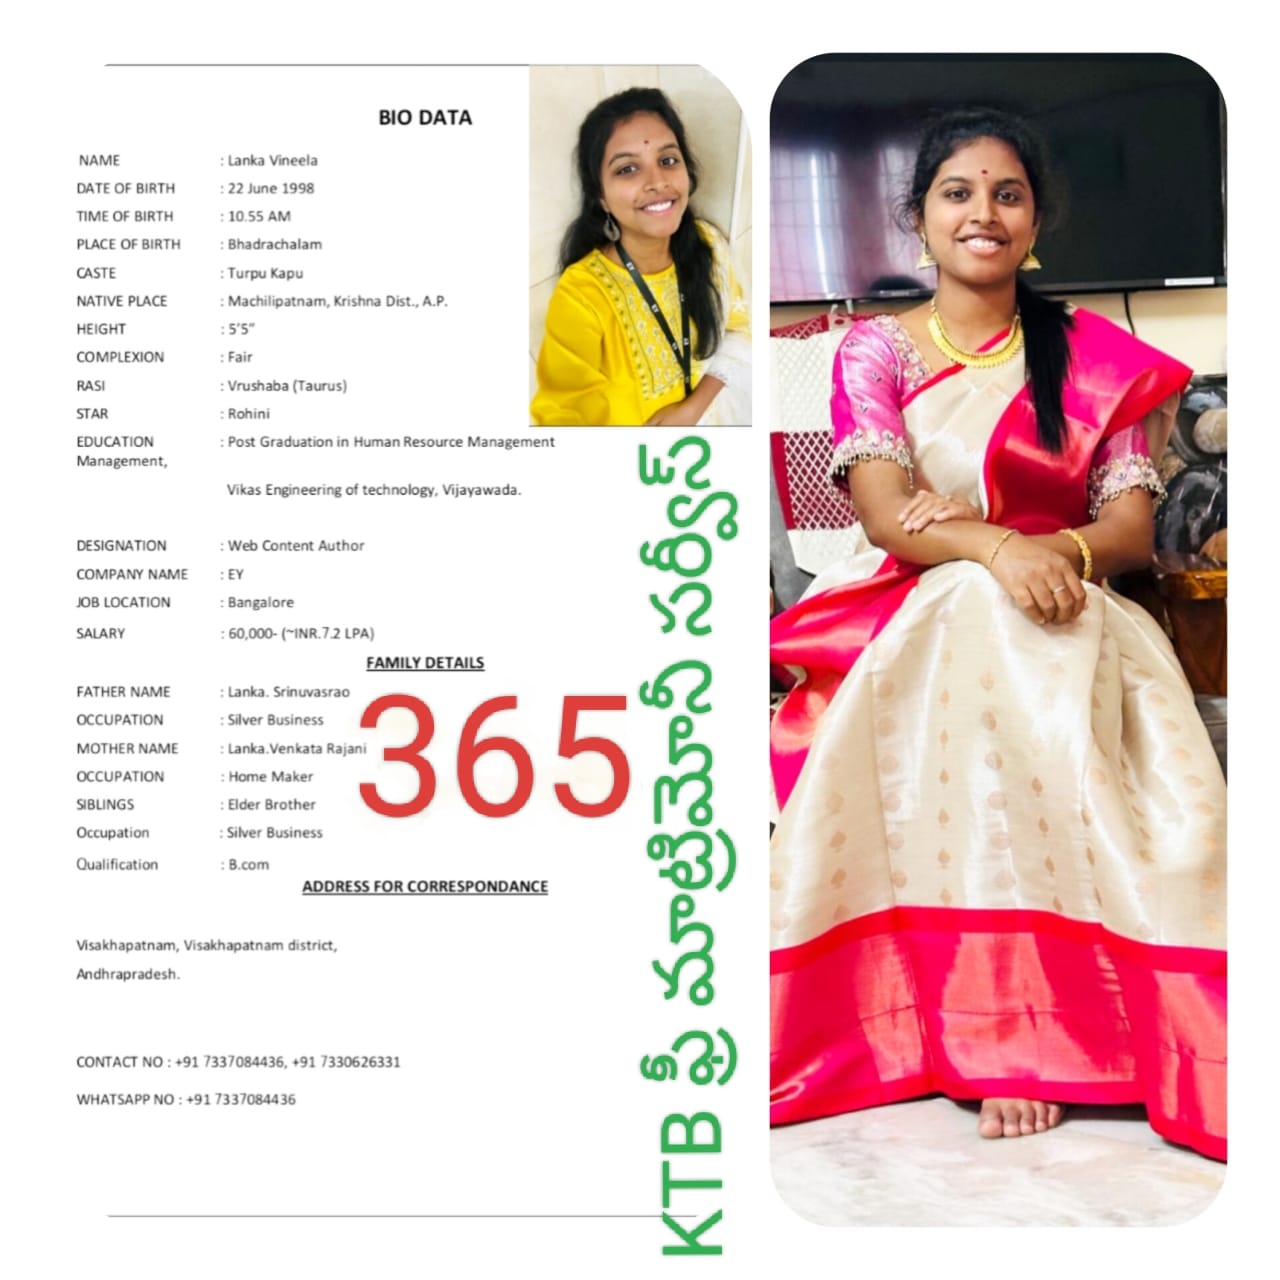 BIO DATA
NAME : Lanka Vineela
DATE OF BIRTH : 22 June 1998
TIME OF BIRTH : 10.55 AM
PLACE OF BIRTH : Bhadrachalam
CASTE : Turpu Kapu
NATIVE PLACE : Machilipatnam, Krishna Dist., A.P.
HEIGHT : 5’5”
COMPLEXION : Fair
RASI : Vrushaba (Taurus)
STAR : Rohini
EDUCATION : Post Graduation in Human Resource Management
Management,
Vikas Engineering of technology, Vijayawada.
DESIGNATION : Web Content Author
COMPANY NAME : EY
JOB LOCATION : Bangalore
SALARY : 60,000- (~INR.7.2 LPA)
FAMILY DETAILS
FATHER NAME : Lanka. Srinuvasrao
OCCUPATION : Silver Business
MOTHER NAME : Lanka.Venkata Rajani
OCCUPATION : Home Maker
SIBLINGS : Elder Brother
Occupation : Silver Business
Qualification : B.com
365
ADDRESS FOR CORRESPONDANCE
Visakhapatnam, Visakhapatnam district,
Andhrapradesh.
CONTACT NO : +91 7337084436, +91 7330626331
WHATSAPP NO : +91 7337084436
KTB ఫ్రీ మాట్రిమోనీ సర్వీస్